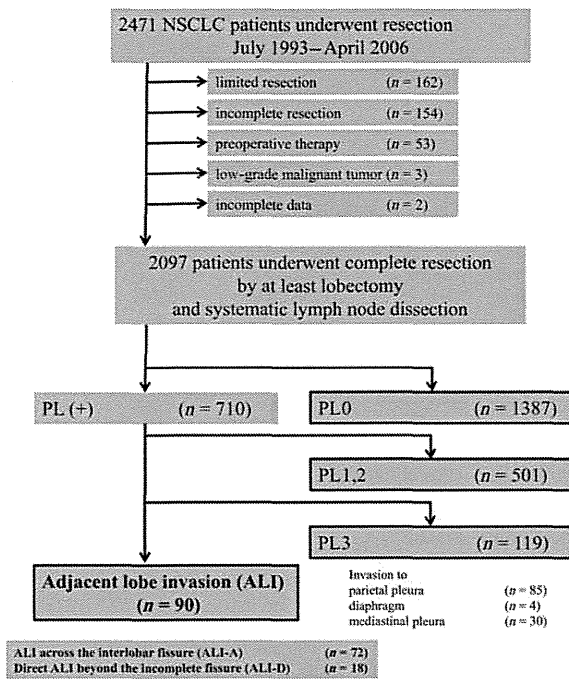 2471 NSCLC patients underwent resection
July 1993–April 2006
limited resection (n = 162)
incomplete resection (n = 154)
preoperative therapy (n = 53)
low-grade malignant tumor (n = 3)
incomplete data (n = 2)
2097 patients underwent complete resection
by at least lobectomy
and systematic lymph node dissection
PL (+) (n = 710)
PL0 (n = 1387)
PL1,2 (n = 501)
PL3 (n = 119)
Adjacent lobe invasion (ALI)
(n = 90)
Invasion to
parietal pleura (n = 85)
diaphragm (n = 4)
mediastinal pleura (n = 30)
ALI across the interlobar fissure (ALI-A) (n = 72)
Direct ALI beyond the incomplete fissure (ALI-D) (n = 18)